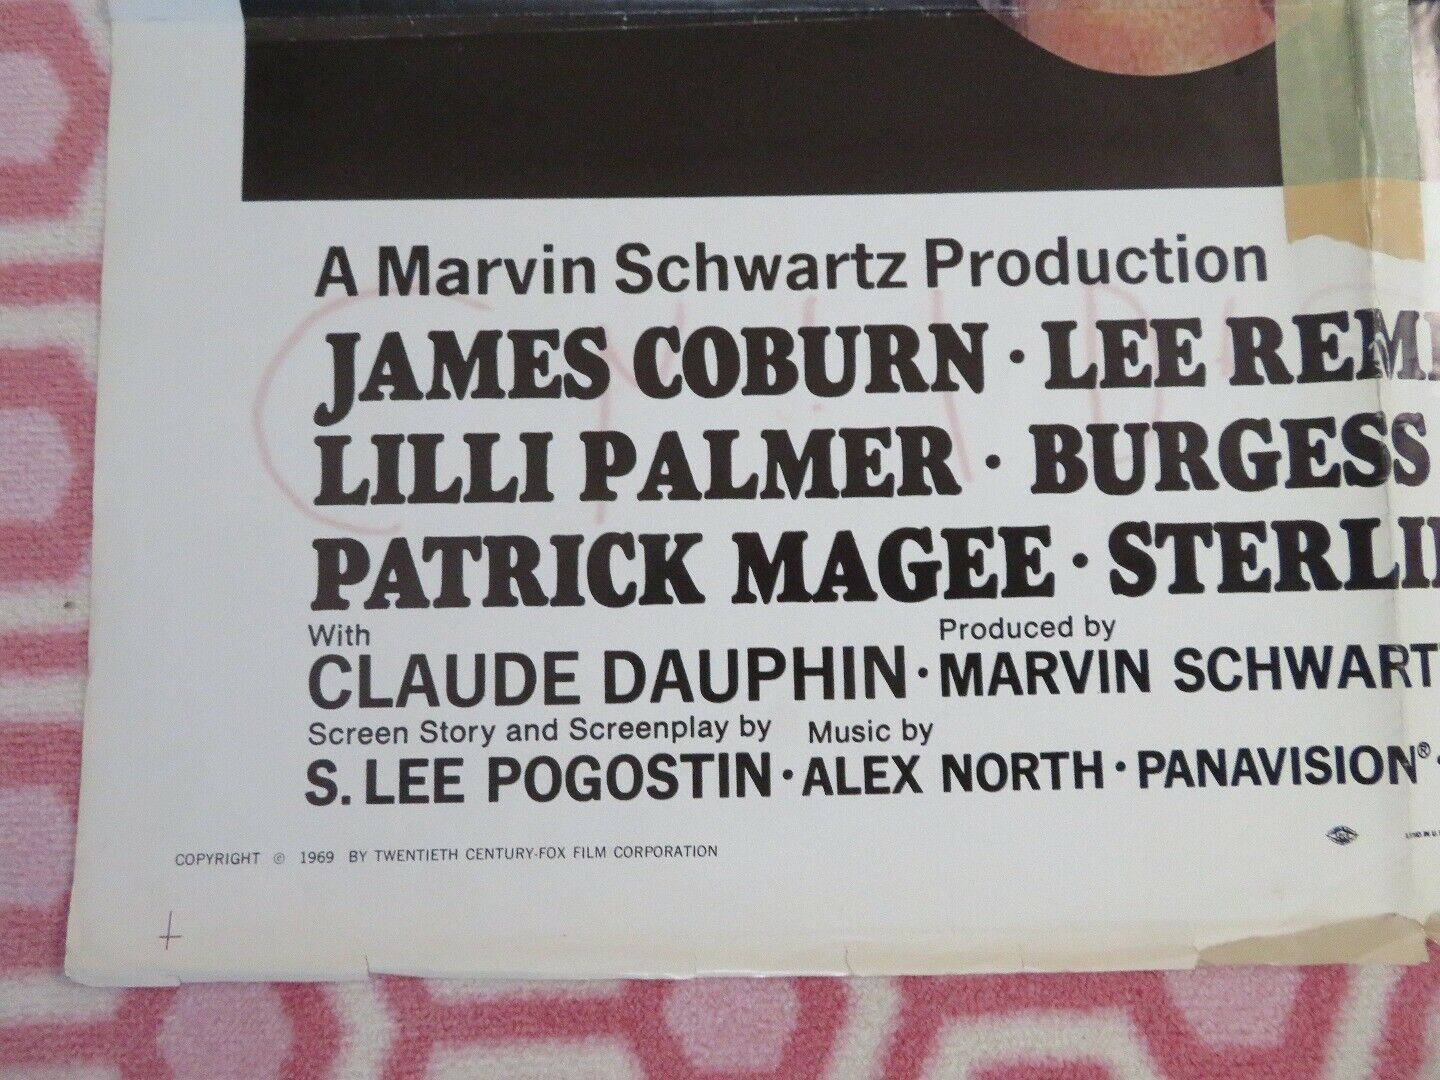 A Marvin Schwartz Production
JAMES COBURN · LEE REMI
LILLI PALMER · BURGESS
PATRICK MAGEE · STERLI
With
CLAUDE DAUPHIN ·
Produced by
MARVIN SCHWART
Screen Story and Screenplay by
S. LEE POGOSTIN ·
Music by
ALEX NORTH · PANAVISION® ·
COPYRIGHT © 1969 BY TWENTIETH CENTURY-FOX FILM CORPORATION